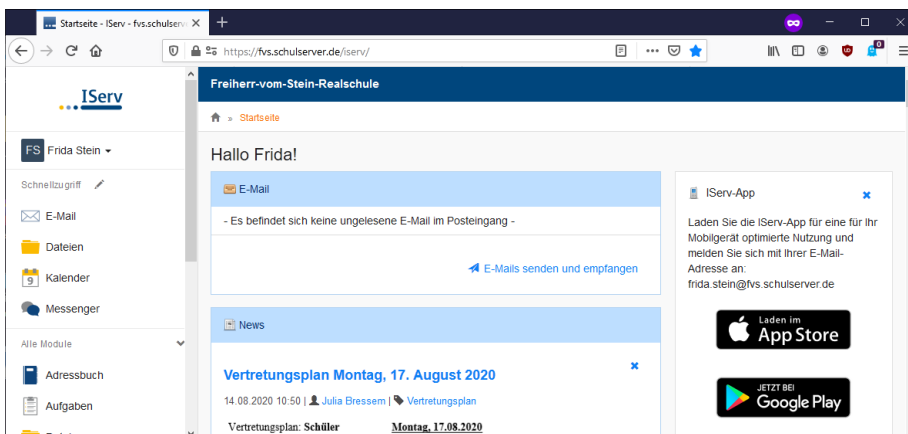 Startseite - IServ - fvs.schulserv
https://fvs.schulserver.de/iserv/
0
IServ
Freiherr-vom-Stein-Realschule
» Startseite
FS Frida Stein
Hallo Frida!
Schnellzugriff
E-Mail
Dateien
9 Kalender
Messenger
Alle Module
Adressbuch
Aufgaben
E-Mail
- Es befindet sich keine ungelesene E-Mail im Posteingang -
E-Mails senden und empfangen
News
Vertretungsplan Montag, 17. August 2020
14.08.2020 10:50 | Julia Bressem | Vertretungsplan
Vertretungsplan: Schüler Montag, 17.08.2020
IServ-App
Laden Sie die IServ-App für eine für Ihr
Mobilgerät optimierte Nutzung und
melden Sie sich mit Ihrer E-Mail-
Adresse an:
frida.stein@fvs.schulserver.de
Laden im
App Store
JETZT BEI
Google Play